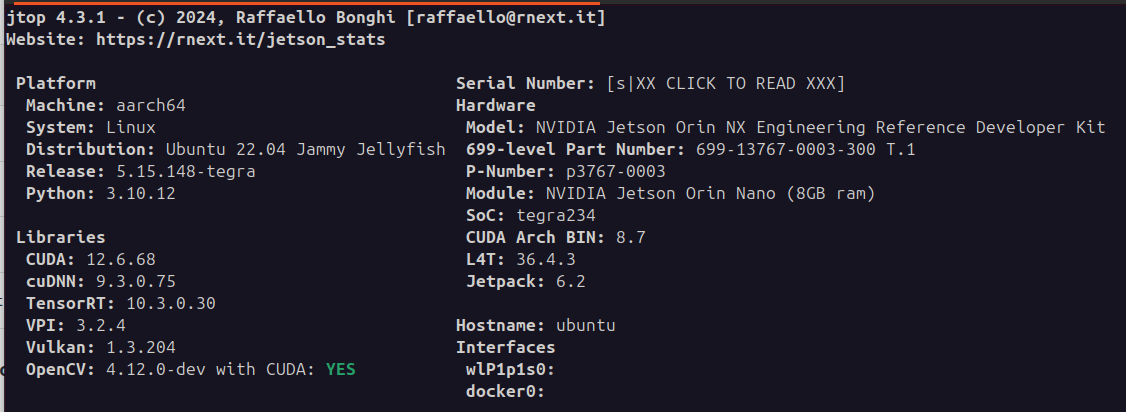 jtop 4.3.1 - (c) 2024, Raffaello Bonghi [raffaello@rnext.it]
Website: https://rnext.it/jetson_stats
Platform
Machine: aarch64
System: Linux
Distribution: Ubuntu 22.04 Jammy Jellyfish
Release: 5.15.148-tegra
Python: 3.10.12
Libraries
CUDA: 12.6.68
cuDNN: 9.3.0.75
TensorRT: 10.3.0.30
VPI: 3.2.4
Vulkan: 1.3.204
OpenCV: 4.12.0-dev with CUDA: YES
Serial Number: [s|XX CLICK TO READ XXX]
Hardware
Model: NVIDIA Jetson Orin NX Engineering Reference Developer Kit
699-level Part Number: 699-13767-0003-300 T.1
P-Number: p3767-0003
Module: NVIDIA Jetson Orin Nano (8GB ram)
SoC: tegra234
CUDA Arch BIN: 8.7
L4T: 36.4.3
Jetpack: 6.2
Hostname: ubuntu
Interfaces
wlP1p1s0:
docker0: